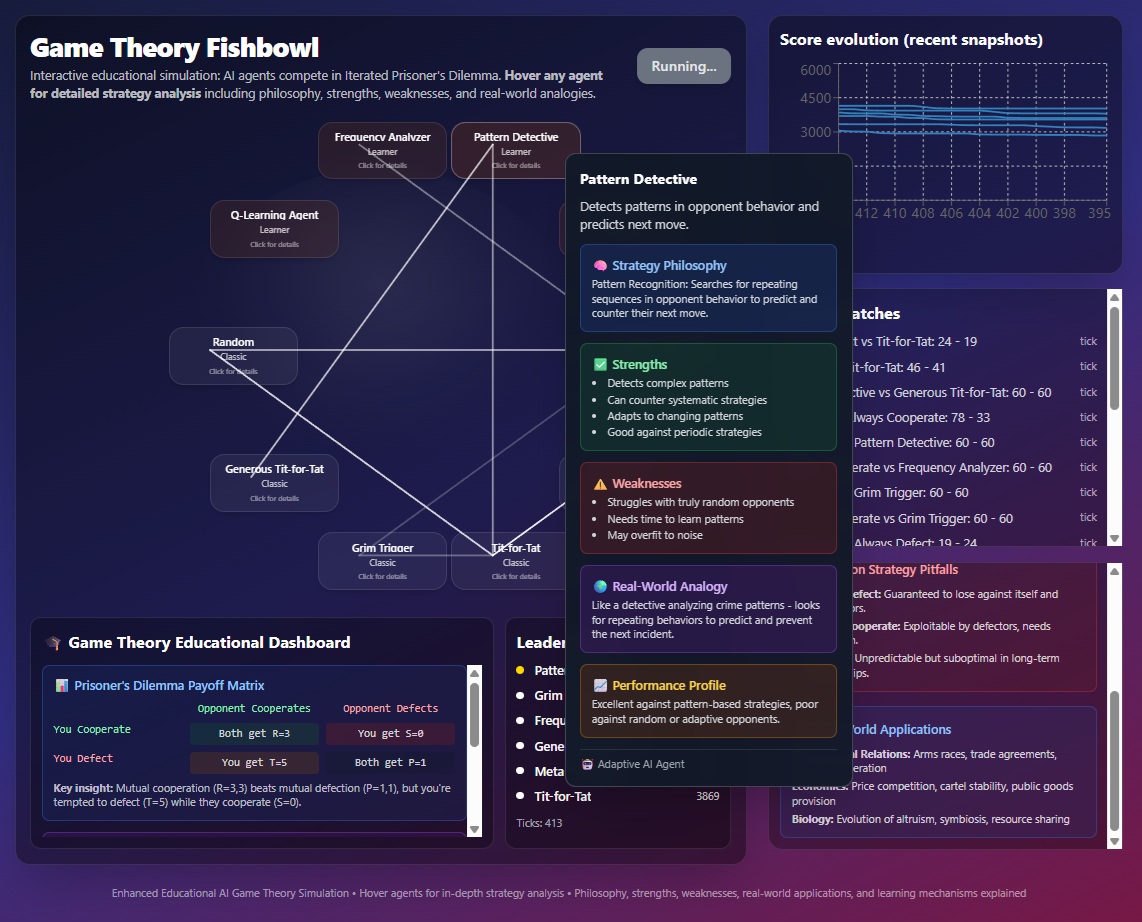 Game Theory Fishbowl
Interactive educational simulation: AI agents compete in Iterated Prisoner's Dilemma. Hover any agent
for detailed strategy analysis including philosophy, strengths, weaknesses, and real-world analogies.
Running...
Frequency Analyzer
Learner
Click for details
Pattern Detective
Learner
Click for details
Q-Learning Agent
Learner
Click for details
Random
Classic
Click for details
Generous Tit-for-Tat
Classic
Click for details
Grim Trigger
Classic
Click for details
Tit-for-Tat
Classic
Click for details
Pattern Detective
Detects patterns in opponent behavior and
predicts next move.
🧠 Strategy Philosophy
Pattern Recognition: Searches for repeating
sequences in opponent behavior to predict and
counter their next move.
✅ Strengths
• Detects complex patterns
• Can counter systematic strategies
• Adapts to changing patterns
• Good against periodic strategies
⚠️ Weaknesses
• Struggles with truly random opponents
• Needs time to learn patterns
• May overfit to noise
🌍 Real-World Analogy
Like a detective analyzing crime patterns - looks
for repeating behaviors to predict and prevent
the next incident.
📈 Performance Profile
Excellent against pattern-based strategies, poor
against random or adaptive opponents.
🤖 Adaptive AI Agent
🎓 Game Theory Educational Dashboard
📊 Prisoner's Dilemma Payoff Matrix
Opponent Cooperates Opponent Defects
You Cooperate Both get R=3 You get S=0
You Defect You get T=5 Both get P=1
Key insight: Mutual cooperation (R=3,3) beats mutual defection (P=1,1), but you're
tempted to defect (T=5) while they cooperate (S=0).
Leader
Patte
Grim
Frequ
Gene
Meta
Tit-for-Tat 3869
Ticks: 413
Score evolution (recent snapshots)
6000
4500
3000
412 410 408 406 404 402 400 398 395
atches
t vs Tit-for-Tat: 24 - 19 tick
it-for-Tat: 46 - 41 tick
ctive vs Generous Tit-for-Tat: 60 - 60 tick
lways Cooperate: 78 - 33 tick
Pattern Detective: 60 - 60 tick
erate vs Frequency Analyzer: 60 - 60 tick
Grim Trigger: 60 - 60 tick
erate vs Grim Trigger: 60 - 60 tick
Always Defect: 19 - 24 tick
on Strategy Pitfalls
efect: Guaranteed to lose against itself and
rs.
ooperate: Exploitable by defectors, needs
n.
Unpredictable but suboptimal in long-term
ips.
orld Applications
l Relations: Arms races, trade agreements,
eration
Economics: Price competition, cartel stability, public goods
provision
Biology: Evolution of altruism, symbiosis, resource sharing
Enhanced Educational AI Game Theory Simulation • Hover agents for in-depth strategy analysis • Philosophy, strengths, weaknesses, real-world applications, and learning mechanisms explained